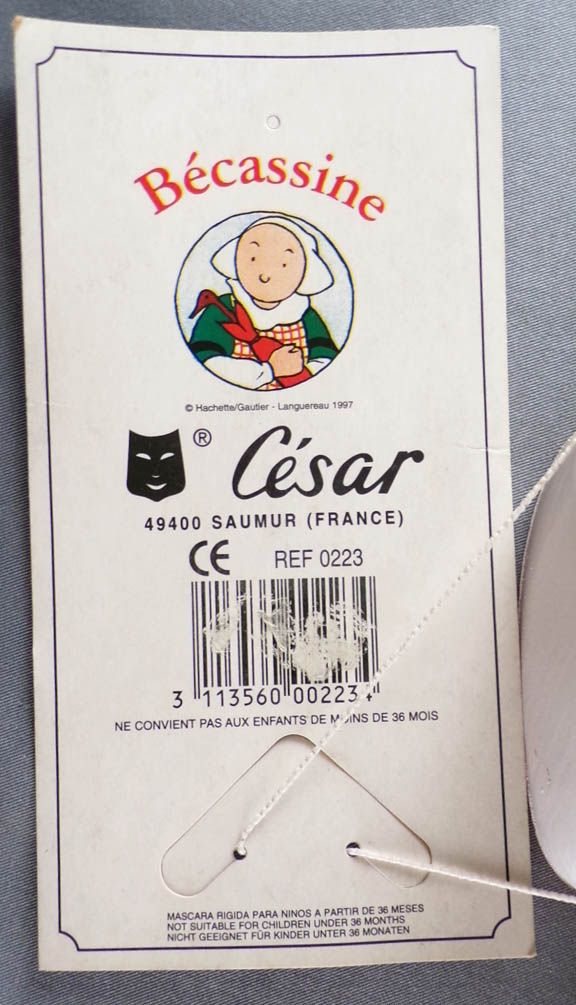 Bécassine
© Hachette/Gautier - Languereau 1997
® César
49400 SAUMUR (FRANCE)
CE REF 0223
3 113560 002234
NE CONVIENT PAS AUX ENFANTS DE MOINS DE 36 MOIS
MASCARA RIGIDA PARA NINOS A PARTIR DE 36 MESES
NOT SUITABLE FOR CHILDREN UNDER 36 MONTHS
NICHT GEEIGNET FÜR KINDER UNTER 36 MONATEN